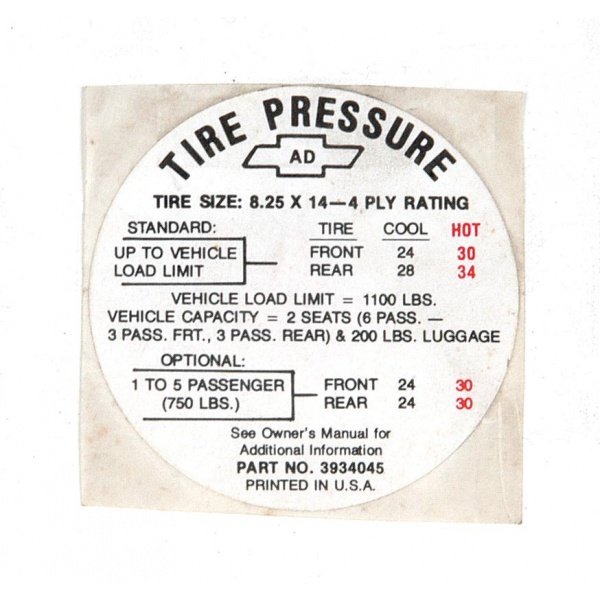 TIRE PRESSURE
AD
TIRE SIZE: 8.25 X 14—4 PLY RATING
STANDARD: TIRE COOL HOT
UP TO VEHICLE FRONT 24 30
LOAD LIMIT REAR 28 34
VEHICLE LOAD LIMIT = 1100 LBS.
VEHICLE CAPACITY = 2 SEATS (6 PASS. —
3 PASS. FRT., 3 PASS. REAR) & 200 LBS. LUGGAGE
OPTIONAL:
1 TO 5 PASSENGER FRONT 24 30
(750 LBS.) REAR 24 30
See Owner's Manual for
Additional Information
PART NO. 3934045
PRINTED IN U.S.A.